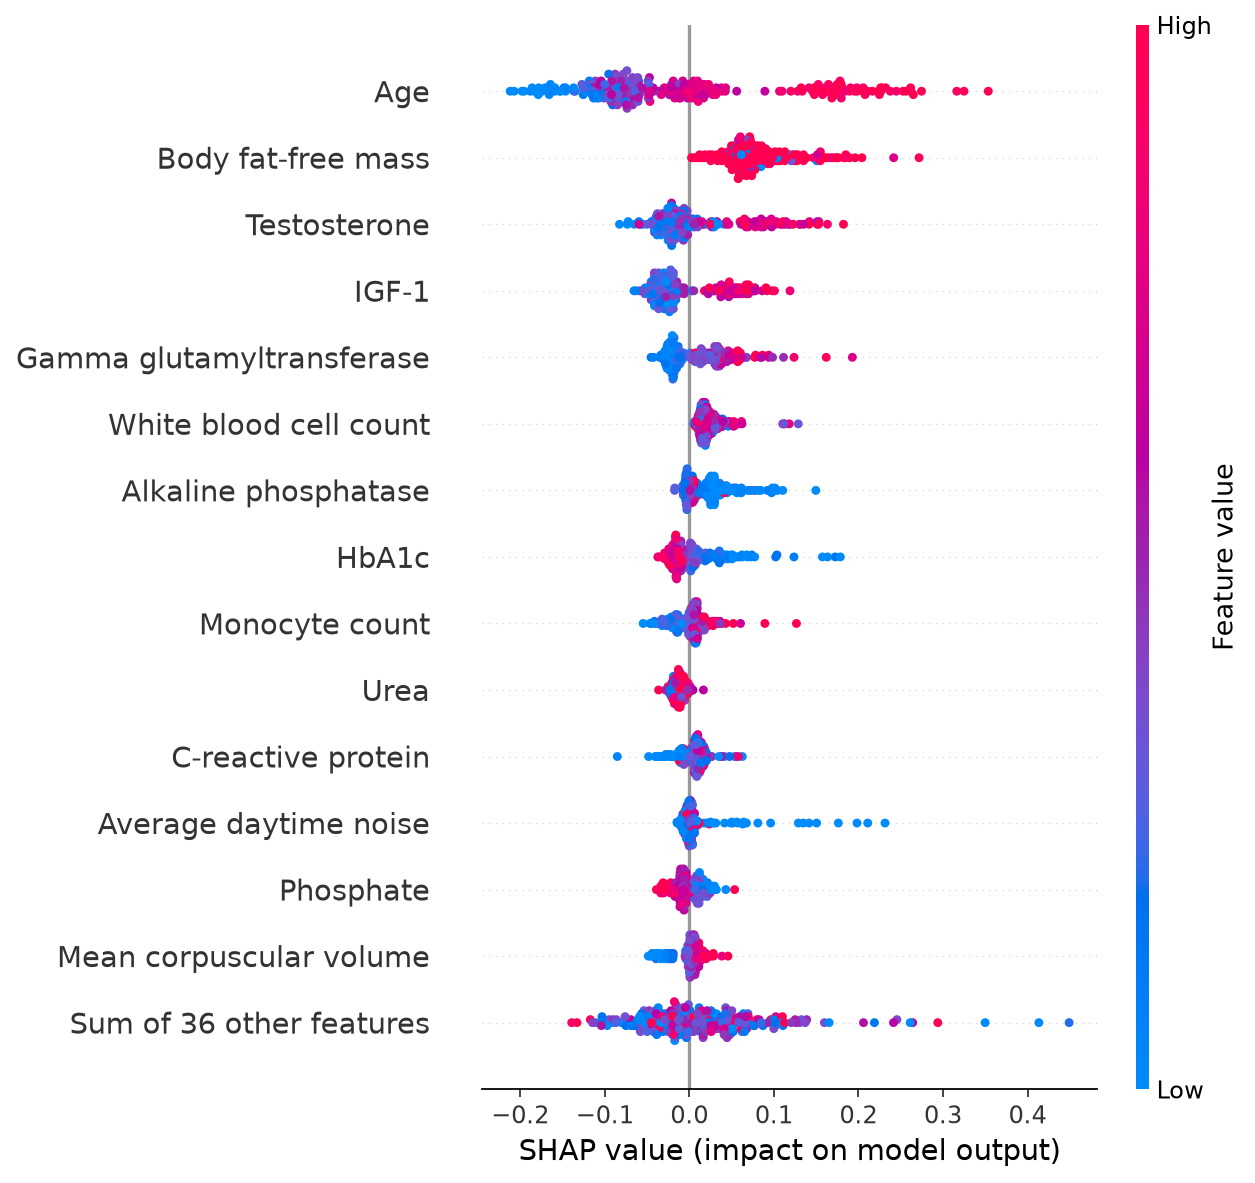 High
Age
Body fat-free mass
Testosterone
IGF-1
Gamma glutamyltransferase
White blood cell count
Alkaline phosphatase
HbA1c
Monocyte count
Urea
C-reactive protein
Average daytime noise
Phosphate
Mean corpuscular volume
Sum of 36 other features
Feature value
Low
−0.2 −0.1 0.0 0.1 0.2 0.3 0.4
SHAP value (impact on model output)